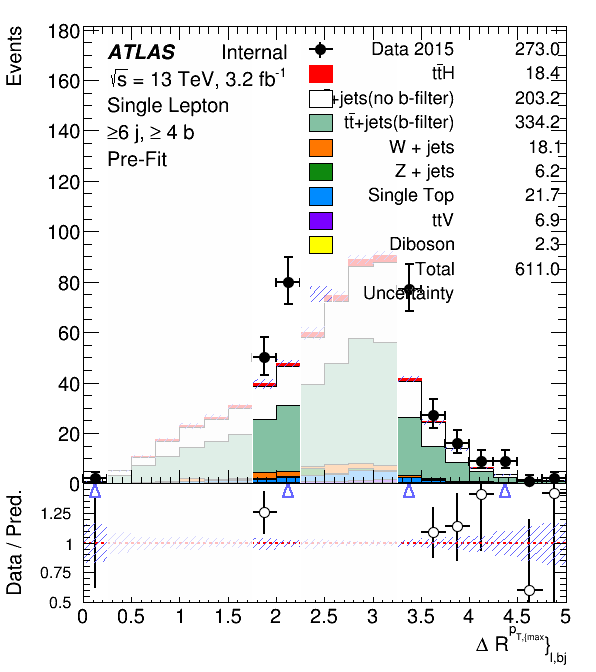 Events
180
160
140
120
100
80
60
40
20
0
ATLAS Internal
√s = 13 TeV, 3.2 fb-1
Single Lepton
≥6 j, ≥ 4 b
Pre-Fit
Data 2015 273.0
tt̄H 18.4
+jets(no b-filter) 203.2
tt̄+jets(b-filter) 334.2
W + jets 18.1
Z + jets 6.2
Single Top 21.7
ttV 6.9
Diboson 2.3
Total 611.0
Uncertainty
Data / Pred.
1.25
1
0.75
0.5
0 0.5 1 1.5 2 2.5 3 3.5 4 4.5 5
Δ R^{p_{T,{max}}}_{l,bj}